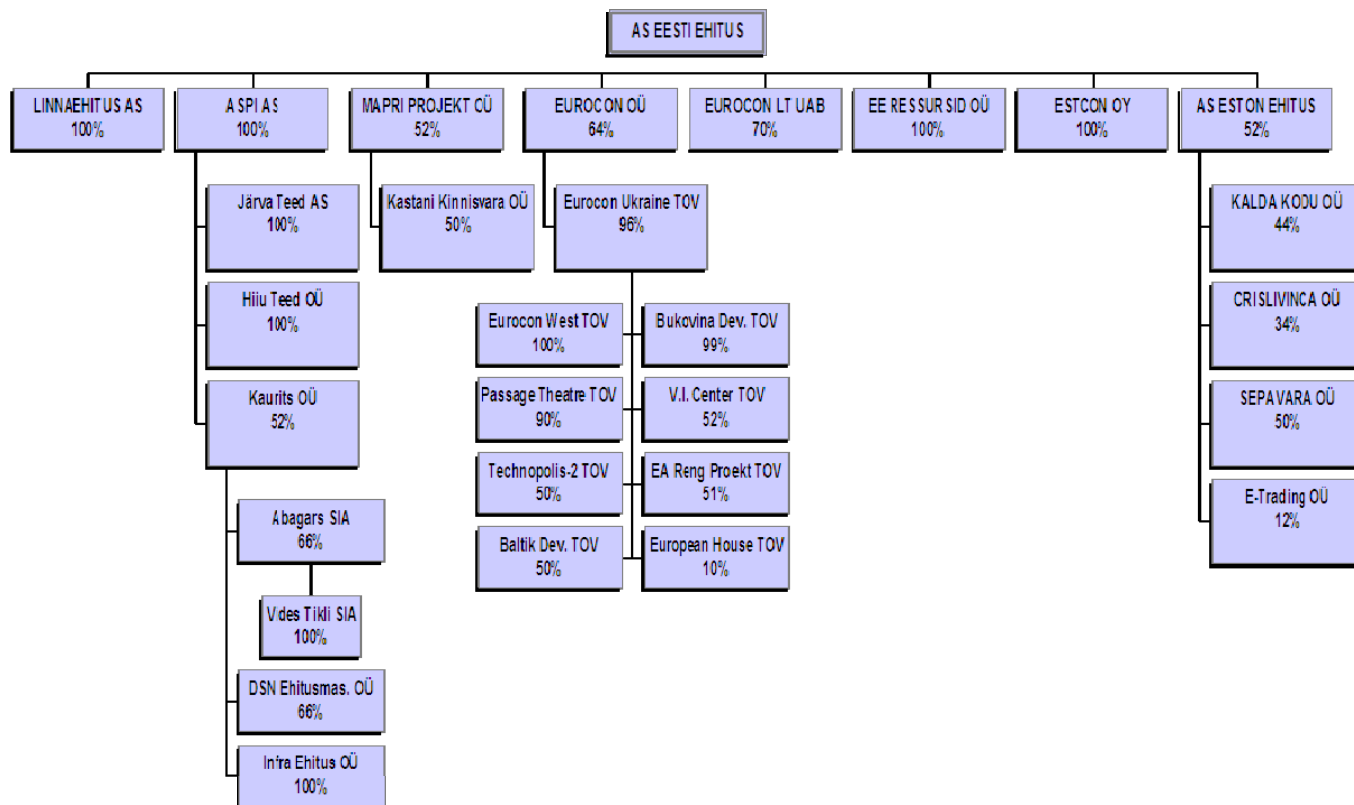 AS EESTI EHITUS
LINNAEHITUS AS
100%
ASPI AS
100%
MAPRI PROJEKT OÜ
52%
EUROCON OÜ
64%
EUROCON LT UAB
70%
EE RESSURSID OÜ
100%
ESTCON OY
100%
AS ESTON EHITUS
52%
Järva Teed AS
100%
Hiiu Teed OÜ
100%
Kaurits OÜ
52%
Abagars SIA
66%
Vides Tikli SIA
100%
DSN Ehitusmas. OÜ
66%
Infra Ehitus OÜ
100%
Kastani Kinnisvara OÜ
50%
Eurocon Ukraine TOV
96%
Eurocon West TOV
100%
Bukovina Dev. TOV
99%
Passage Theatre TOV
90%
V.I. Center TOV
52%
Technopolis-2 TOV
50%
EA Reng Proekt TOV
51%
Baltik Dev. TOV
50%
European House TOV
10%
KALDA KODU OÜ
44%
CRISLIVINCA OÜ
34%
SEPAVARA OÜ
50%
E-Trading OÜ
12%